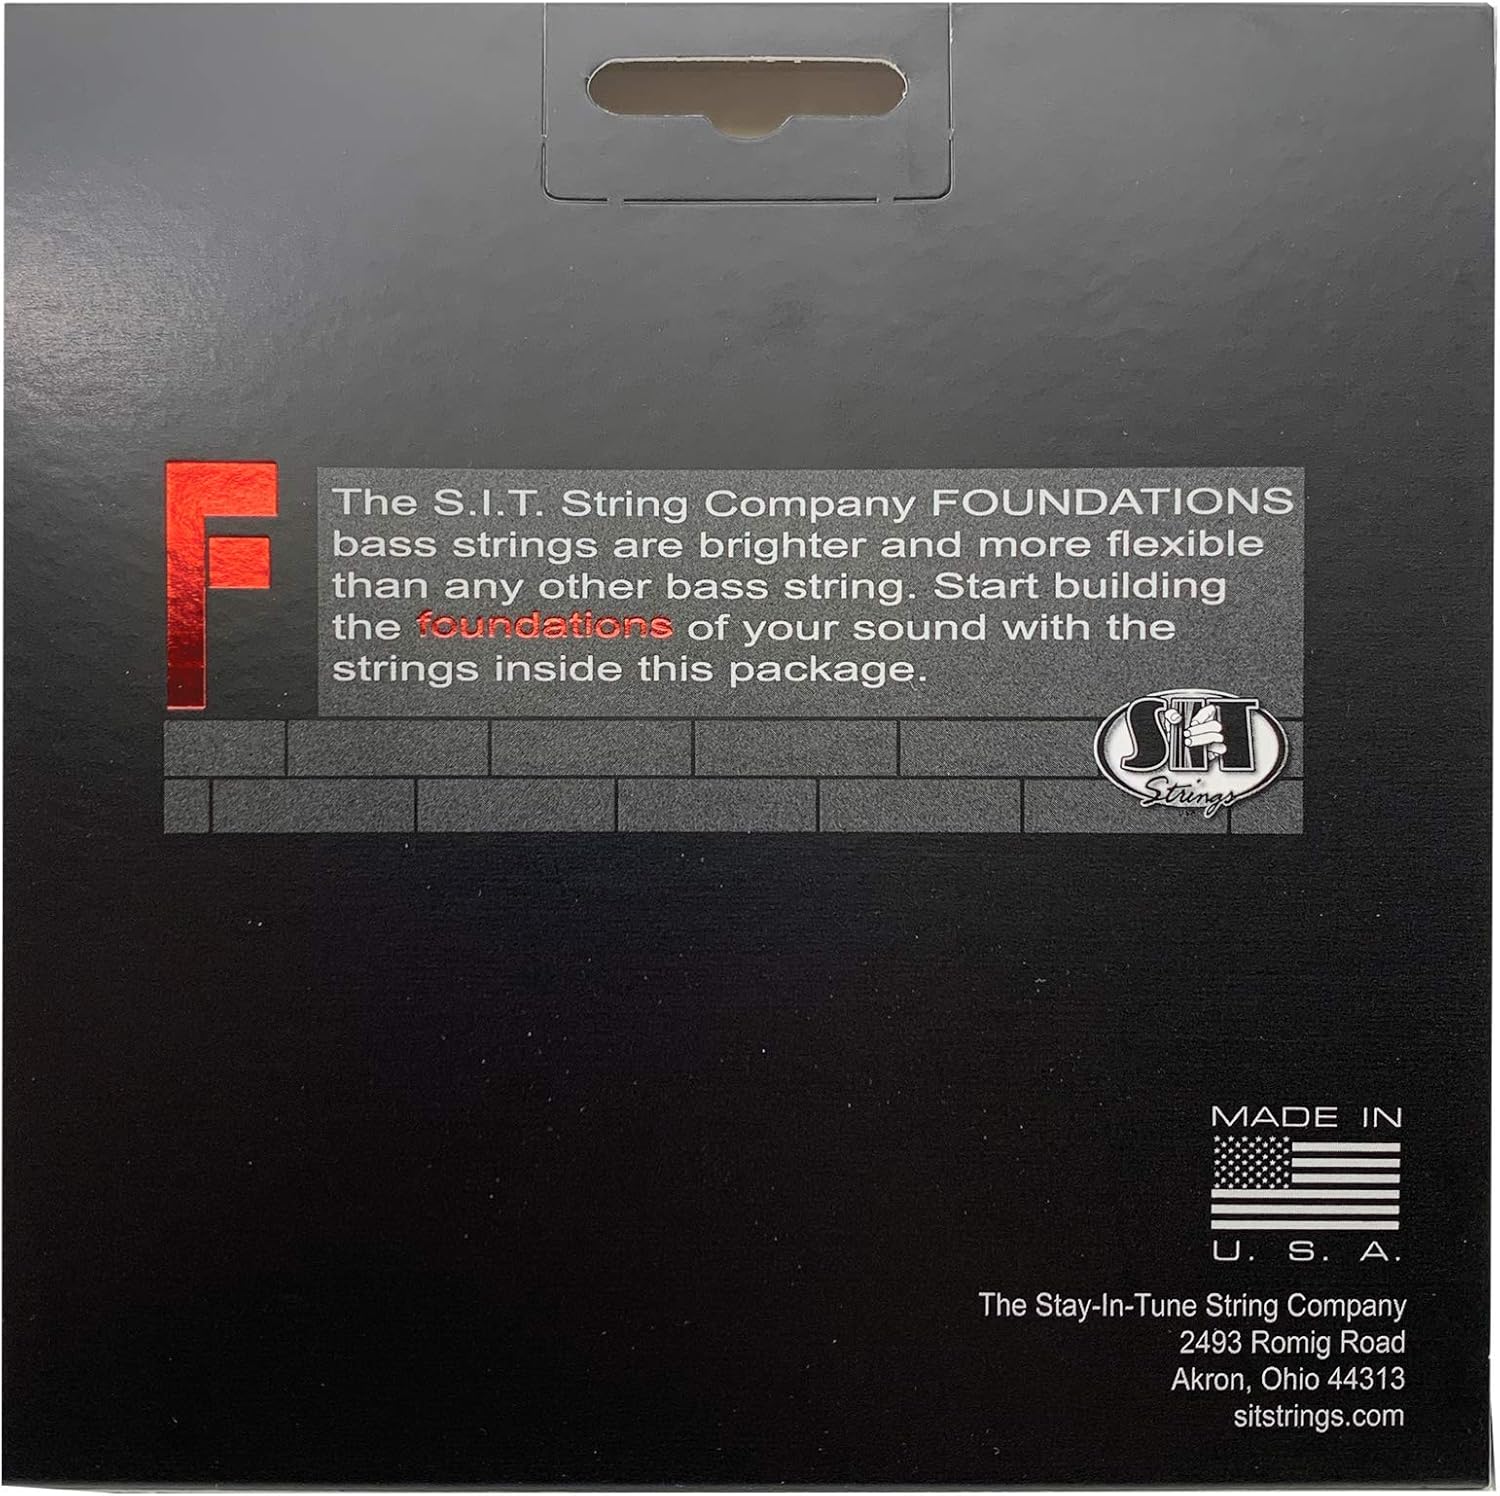 F
The S.I.T. String Company FOUNDATIONS
bass strings are brighter and more flexible
than any other bass string. Start building
the foundations of your sound with the
strings inside this package.
SIT
Strings
MADE IN
U. S. A.
The Stay-In-Tune String Company
2493 Romig Road
Akron, Ohio 44313
sitstrings.com